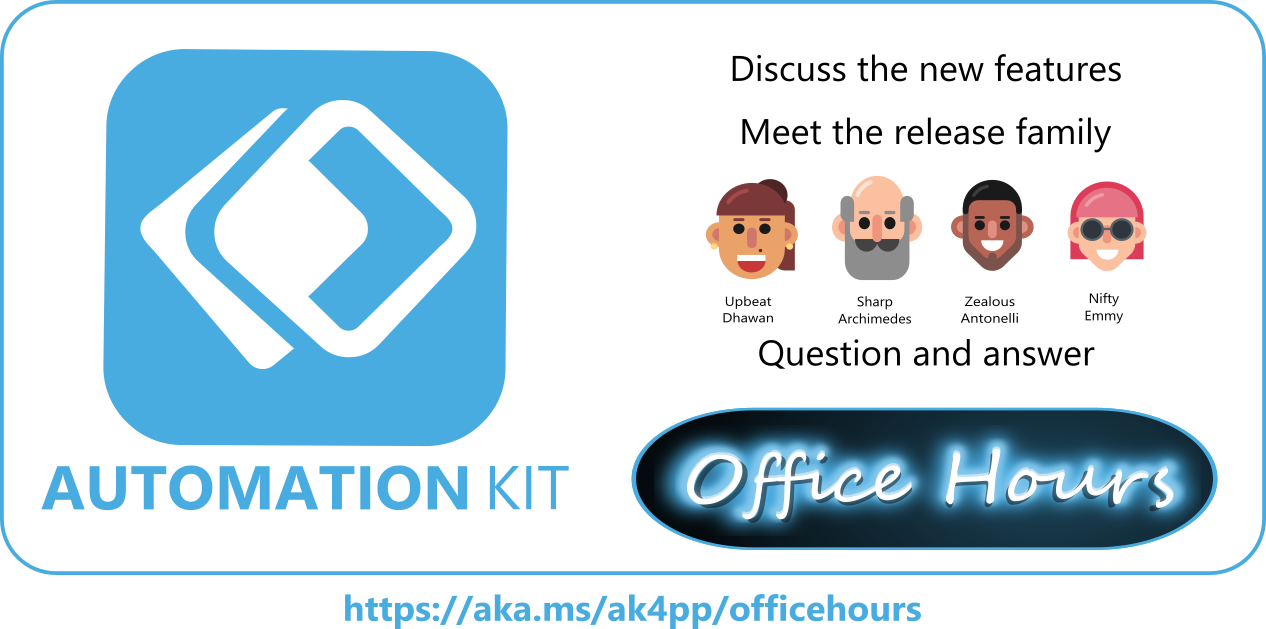 AUTOMATION KIT
Discuss the new features
Meet the release family
Upbeat
Dhawan
Sharp
Archimedes
Zealous
Antonelli
Nifty
Emmy
Question and answer
Office Hours
https://aka.ms/ak4pp/officehours